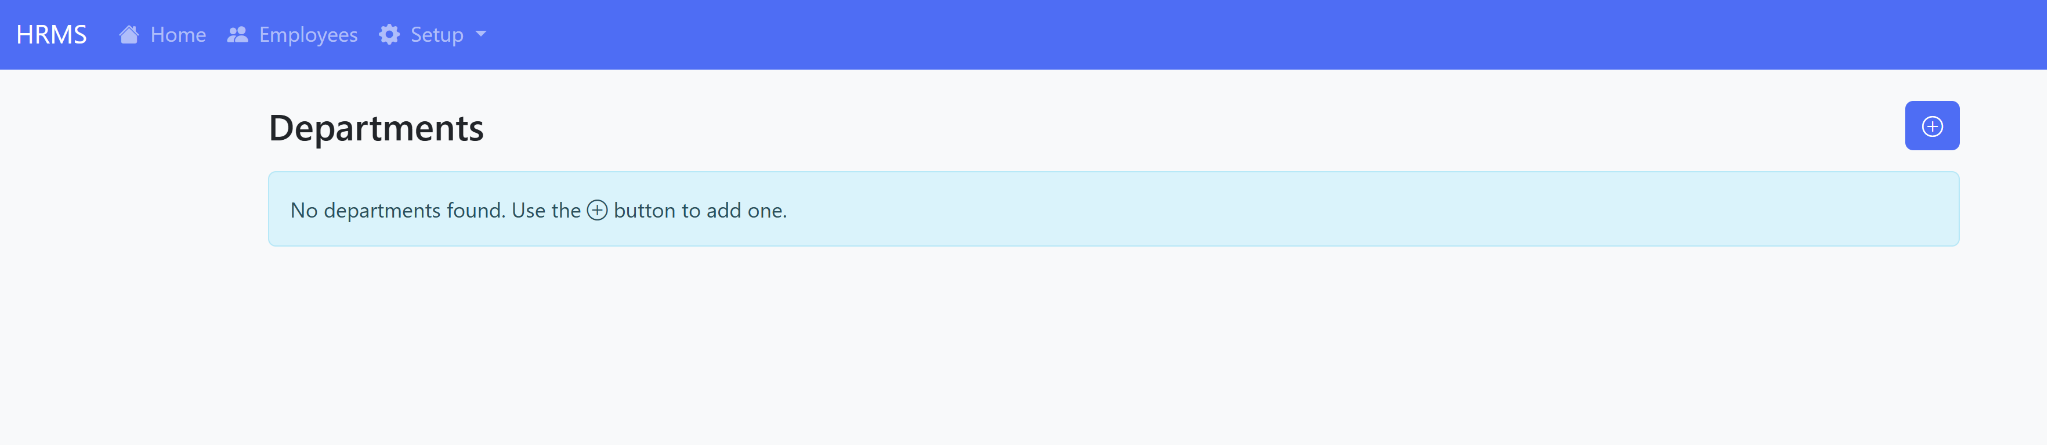 HRMS Home Employees Setup
Departments
No departments found. Use the button to add one.